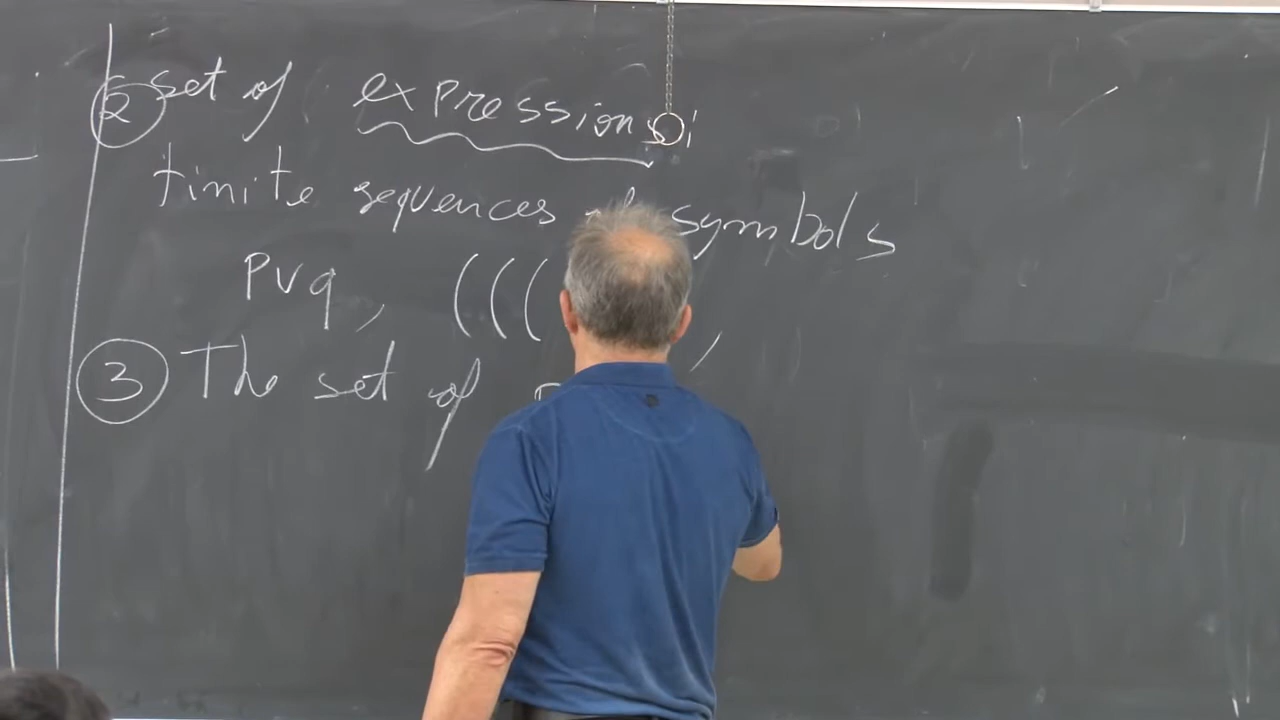 ② set of expressions:
finite sequences of symbols
p∨q, (((
③ The set of